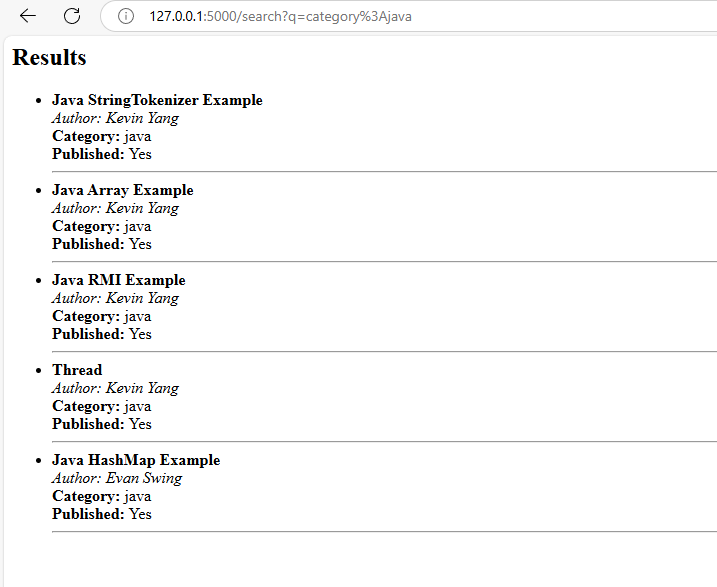 127.0.0.1:5000/search?q=category%3Ajava
Results
Java StringTokenizer Example
Author: Kevin Yang
Category: java
Published: Yes
Java Array Example
Author: Kevin Yang
Category: java
Published: Yes
Java RMI Example
Author: Kevin Yang
Category: java
Published: Yes
Thread
Author: Kevin Yang
Category: java
Published: Yes
Java HashMap Example
Author: Evan Swing
Category: java
Published: Yes